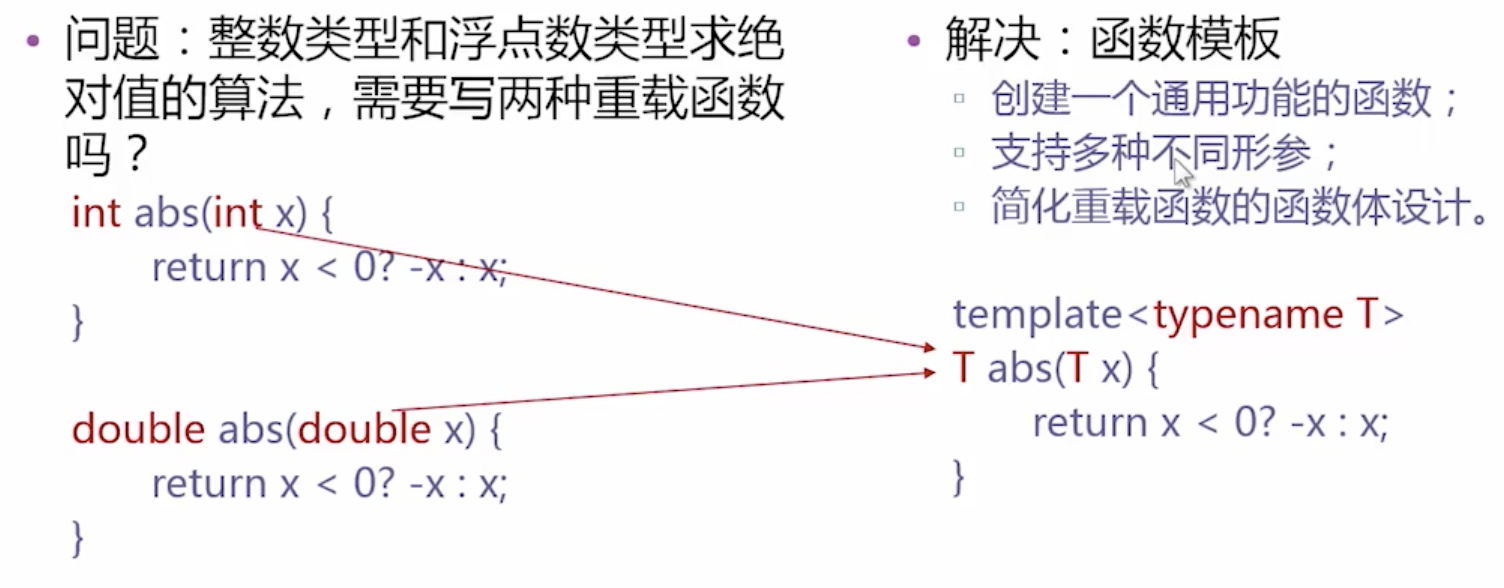 问题：整数类型和浮点数类型求绝
对值的算法，需要写两种重载函数
吗？
int abs(int x) {
return x < 0? -x : x;
}
double abs(double x) {
return x < 0? -x : x;
}
解决：函数模板
创建一个通用功能的函数；
支持多种不同形参；
简化重载函数的函数体设计。
template<typename T>
T abs(T x) {
return x < 0? -x : x;
}